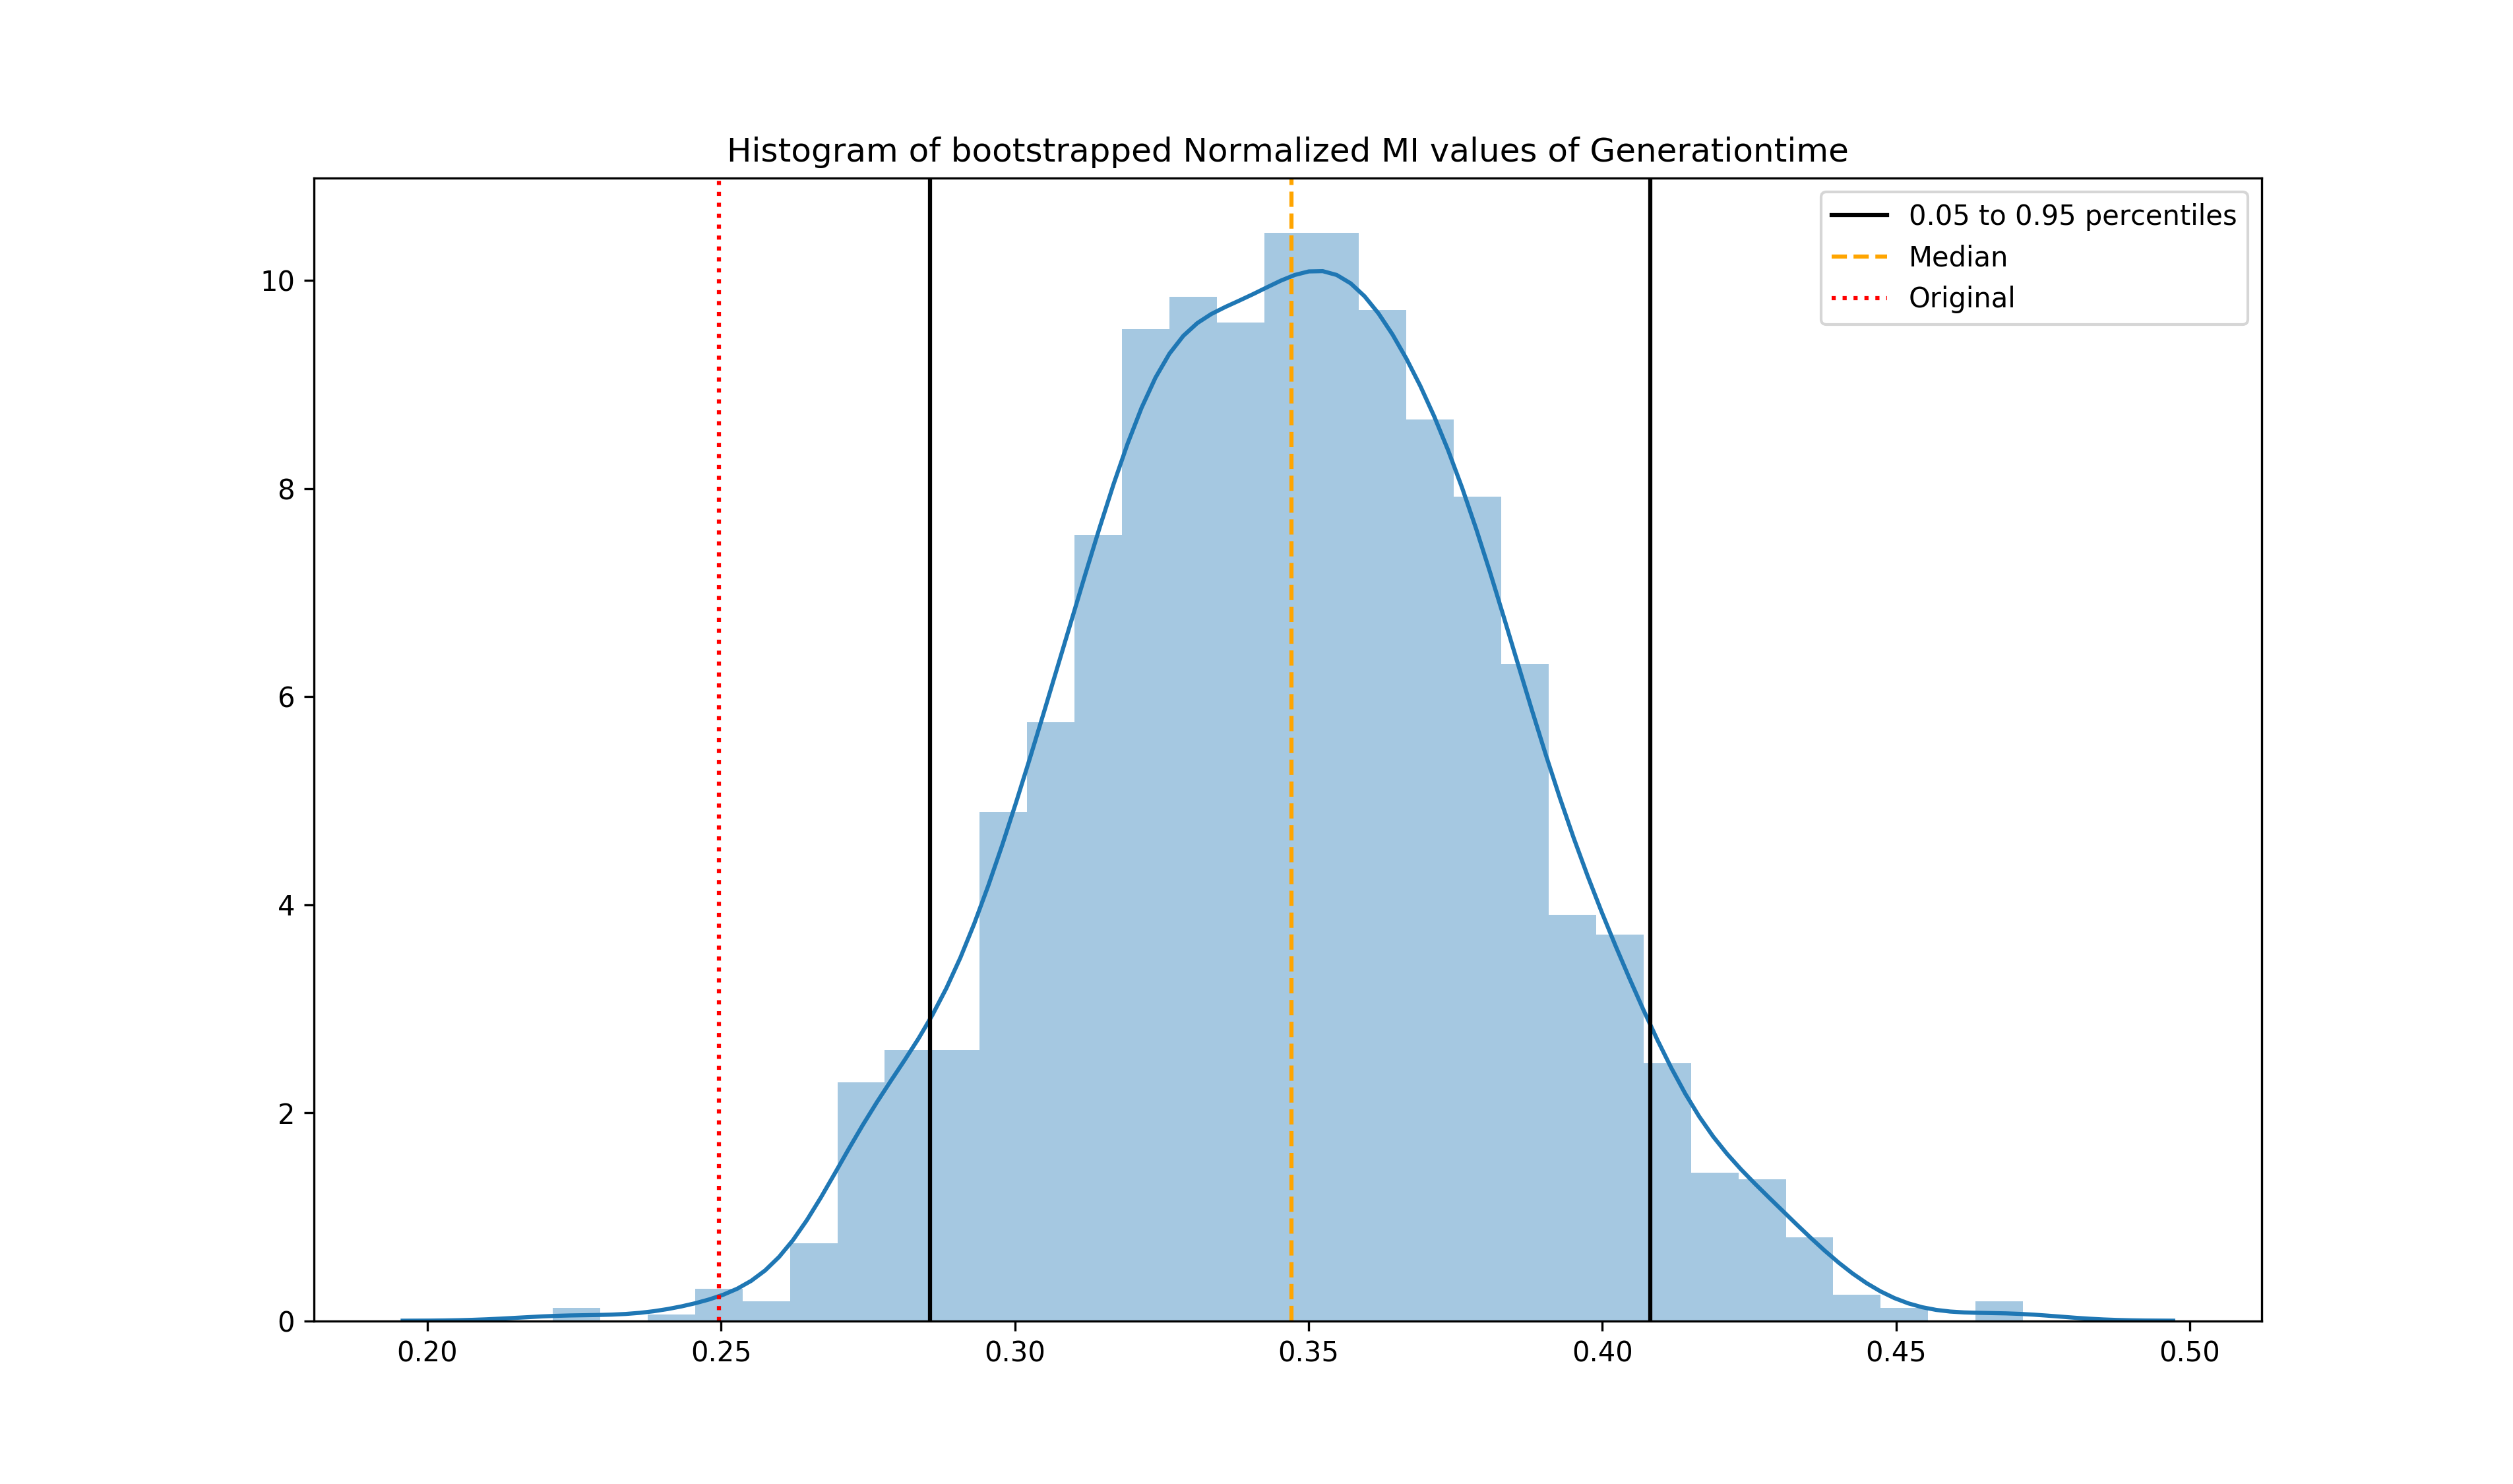 Histogram of bootstrapped Normalized MI values of Generationtime
0.05 to 0.95 percentiles
Median
Original
10
8
6
4
2
0
0.20 0.25 0.30 0.35 0.40 0.45 0.50